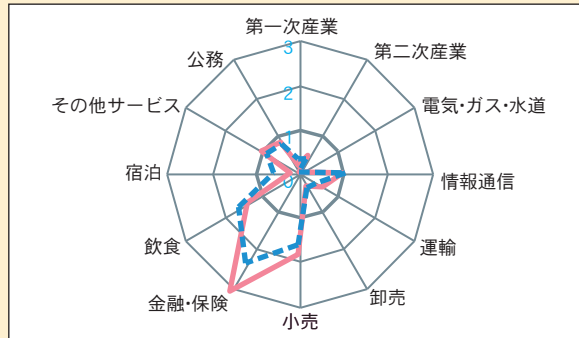 第一次産業
第二次産業
電気・ガス・水道
情報通信
運輸
卸売
小売
金融・保険
飲食
宿泊
その他サービス
公務
3
2
1
0